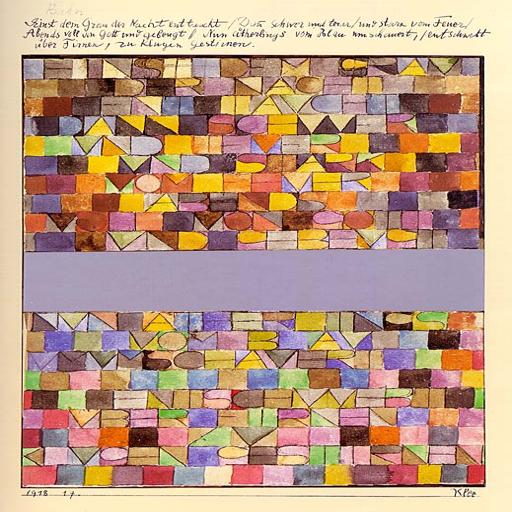 Einst dem Grau der Nacht enttaucht / Dann schwer und teuer / und stark vom Feuer /
Abends voll von Gott und gebeugt / Nun ätherlings vom Blau umschauert, / entschwebt
über Firnen, zu klugen Gestirnen.
1918 17. Klee